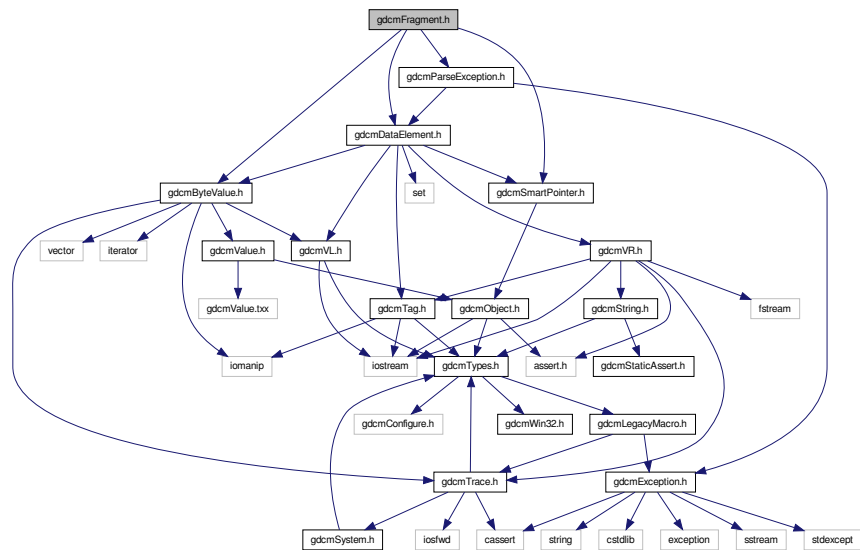 gdcmFragment.h
gdcmParseException.h
gdcmDataElement.h
gdcmByteValue.h
set
gdcmSmartPointer.h
vector
iterator
gdcmValue.h
gdcmVL.h
gdcmVR.h
gdcmValue.txx
gdcmTag.h
gdcmObject.h
gdcmString.h
fstream
iomanip
iostream
gdcmTypes.h
assert.h
gdcmStaticAssert.h
gdcmConfigure.h
gdcmWin32.h
gdcmLegacyMacro.h
gdcmTrace.h
gdcmException.h
gdcmSystem.h
iosfwd
cassert
string
cstdlib
exception
sstream
stdexcept